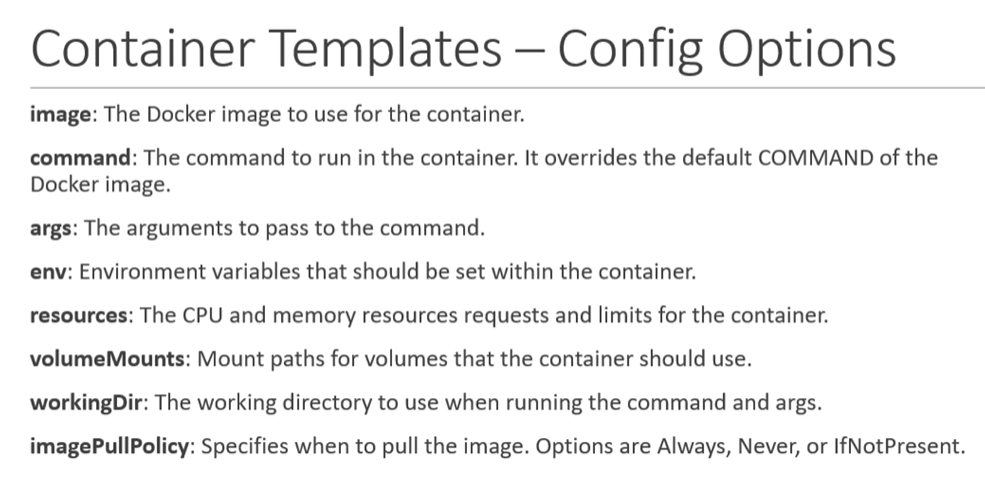 Container Templates – Config Options
image: The Docker image to use for the container.
command: The command to run in the container. It overrides the default COMMAND of the
Docker image.
args: The arguments to pass to the command.
env: Environment variables that should be set within the container.
resources: The CPU and memory resources requests and limits for the container.
volumeMounts: Mount paths for volumes that the container should use.
workingDir: The working directory to use when running the command and args.
imagePullPolicy: Specifies when to pull the image. Options are Always, Never, or IfNotPresent.